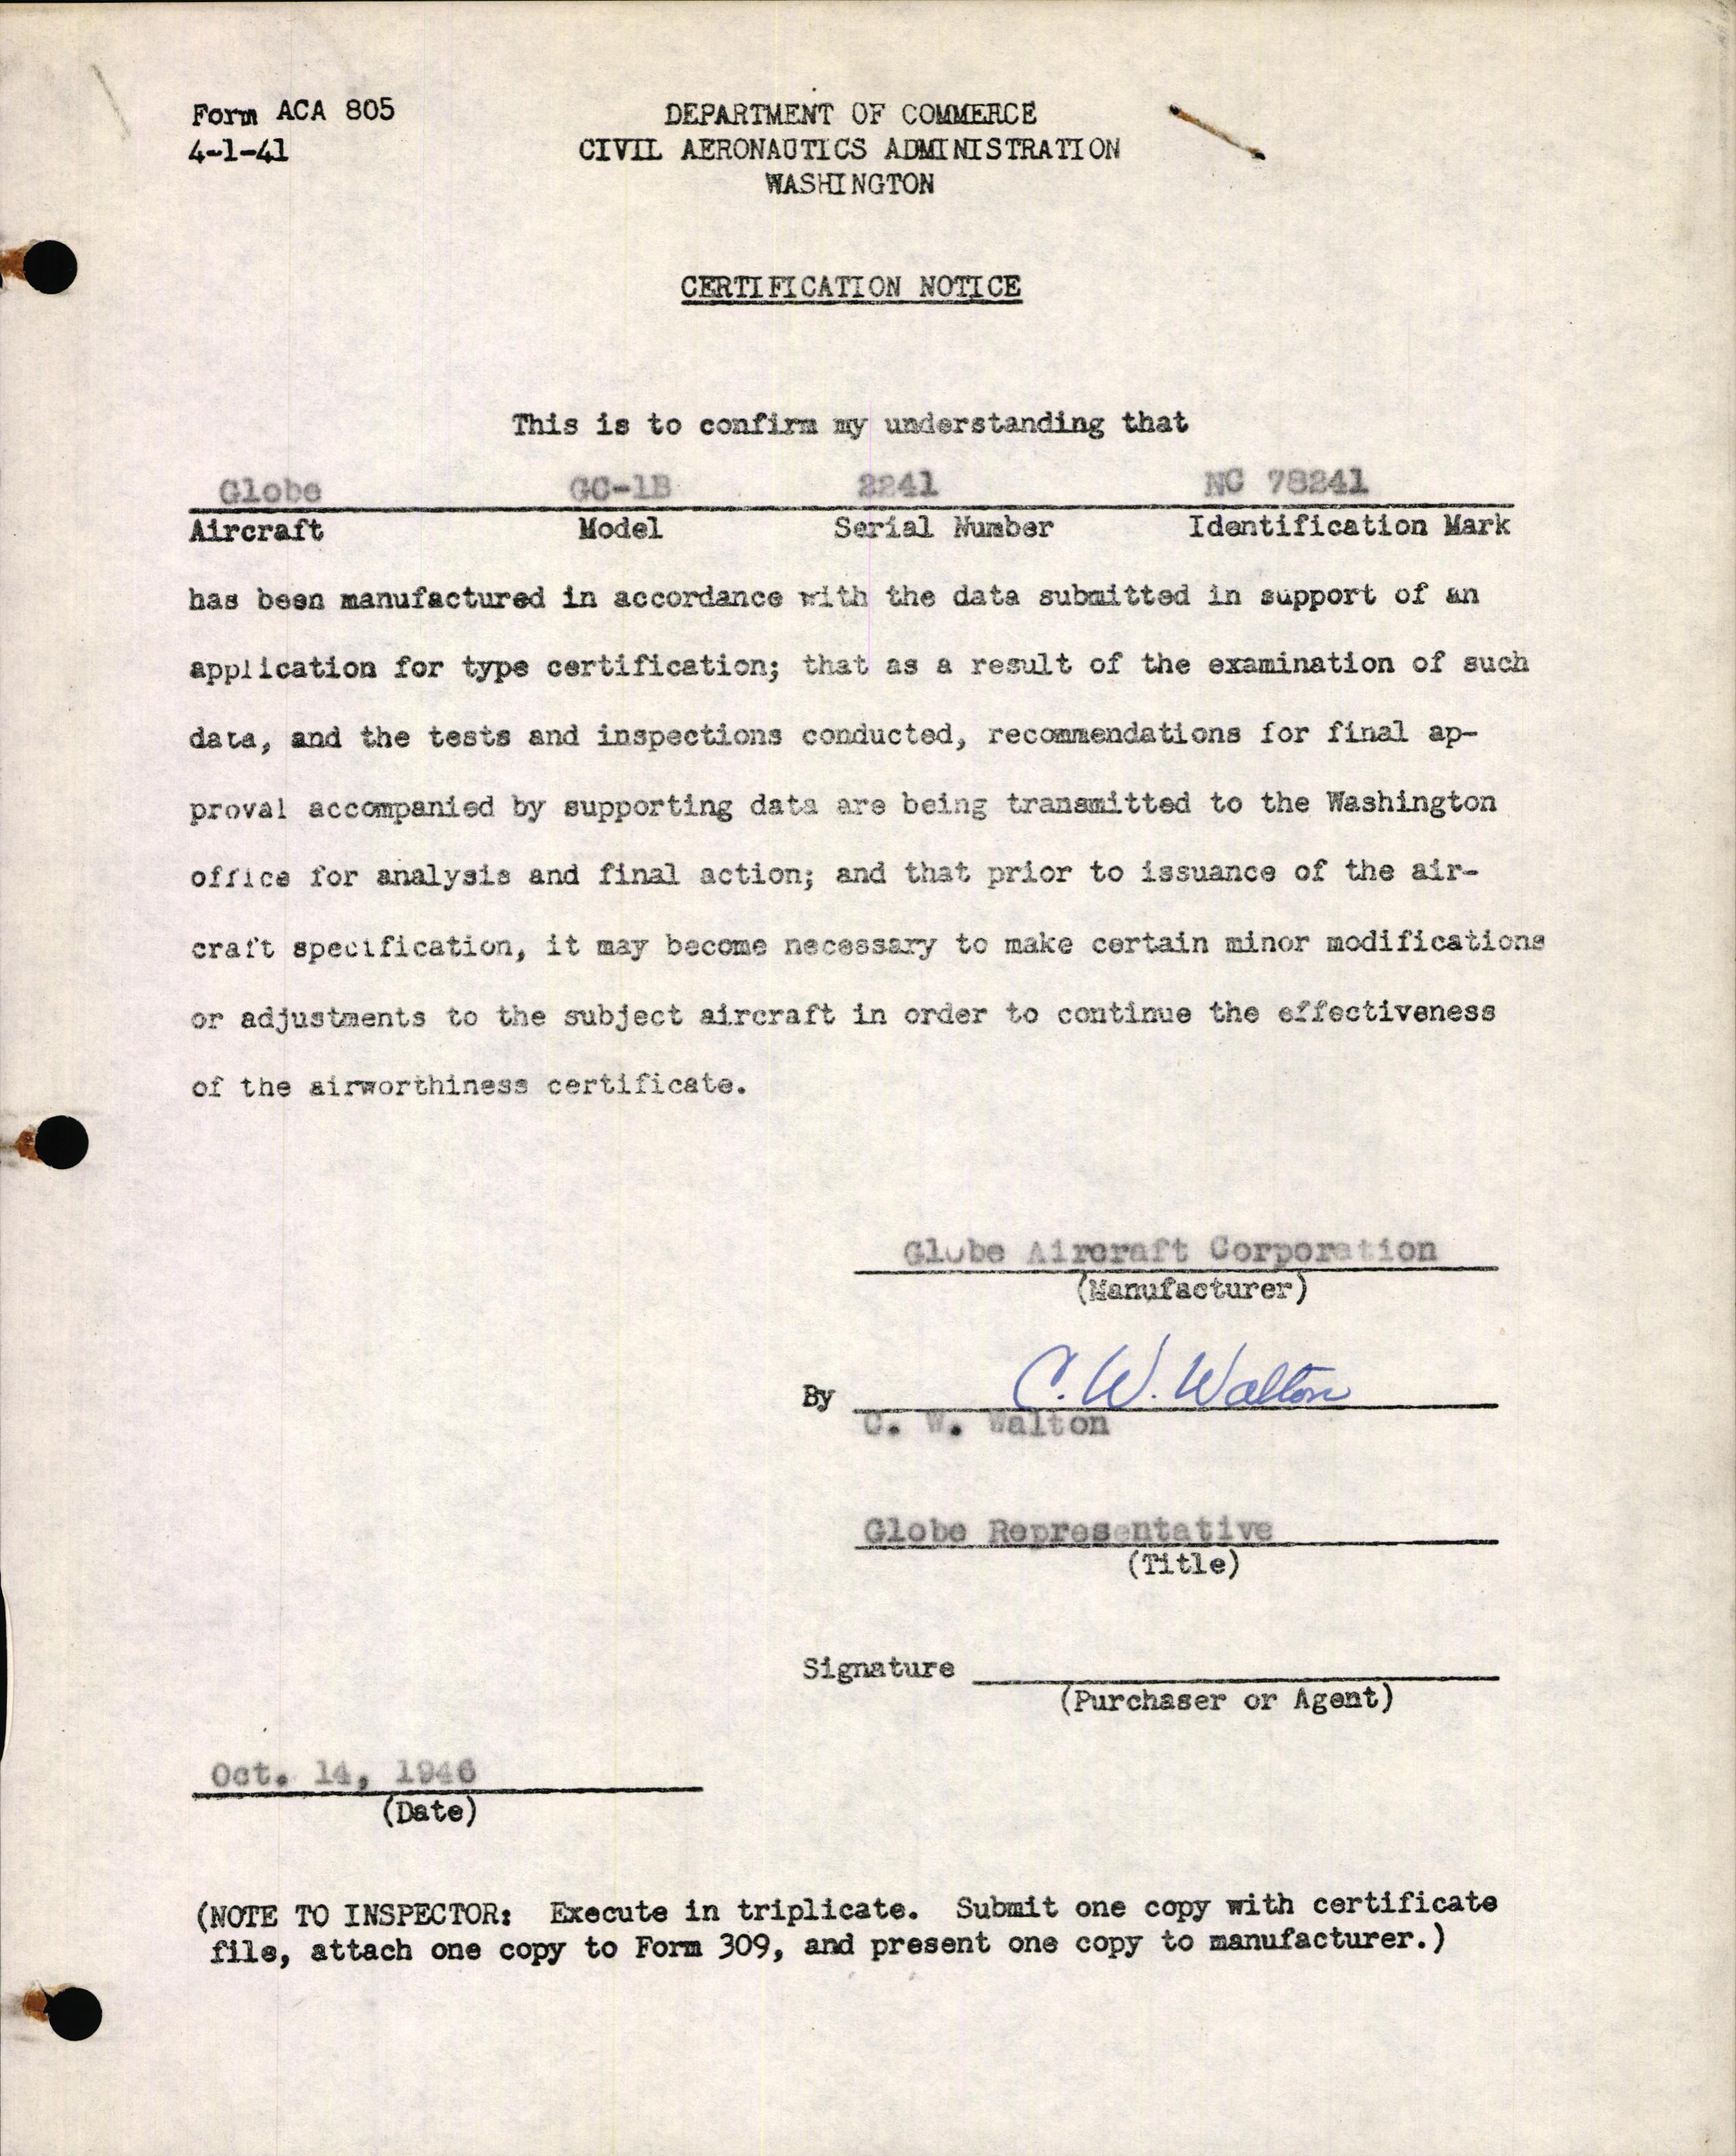 Form ACA 805
4-1-41
DEPARTMENT OF COMMERCE
CIVIL AERONAUTICS ADMINISTRATION
WASHINGTON
CERTIFICATION NOTICE
This is to confirm my understanding that
Globe GC-1B 2241 NC 78241
Aircraft Model Serial Number Identification Mark
has been manufactured in accordance with the data submitted in support of an
application for type certification; that as a result of the examination of such
data, and the tests and inspections conducted, recommendations for final ap-
proval accompanied by supporting data are being transmitted to the Washington
office for analysis and final action; and that prior to issuance of the air-
craft specification, it may become necessary to make certain minor modifications
or adjustments to the subject aircraft in order to continue the effectiveness
of the airworthiness certificate.
Globe Aircraft Corporation
(Manufacturer)
By C. W. Walton
C. W. Walton
Globe Representative
(Title)
Signature
(Purchaser or Agent)
Oct. 14, 1946
(Date)
(NOTE TO INSPECTOR: Execute in triplicate. Submit one copy with certificate
file, attach one copy to Form 309, and present one copy to manufacturer.)